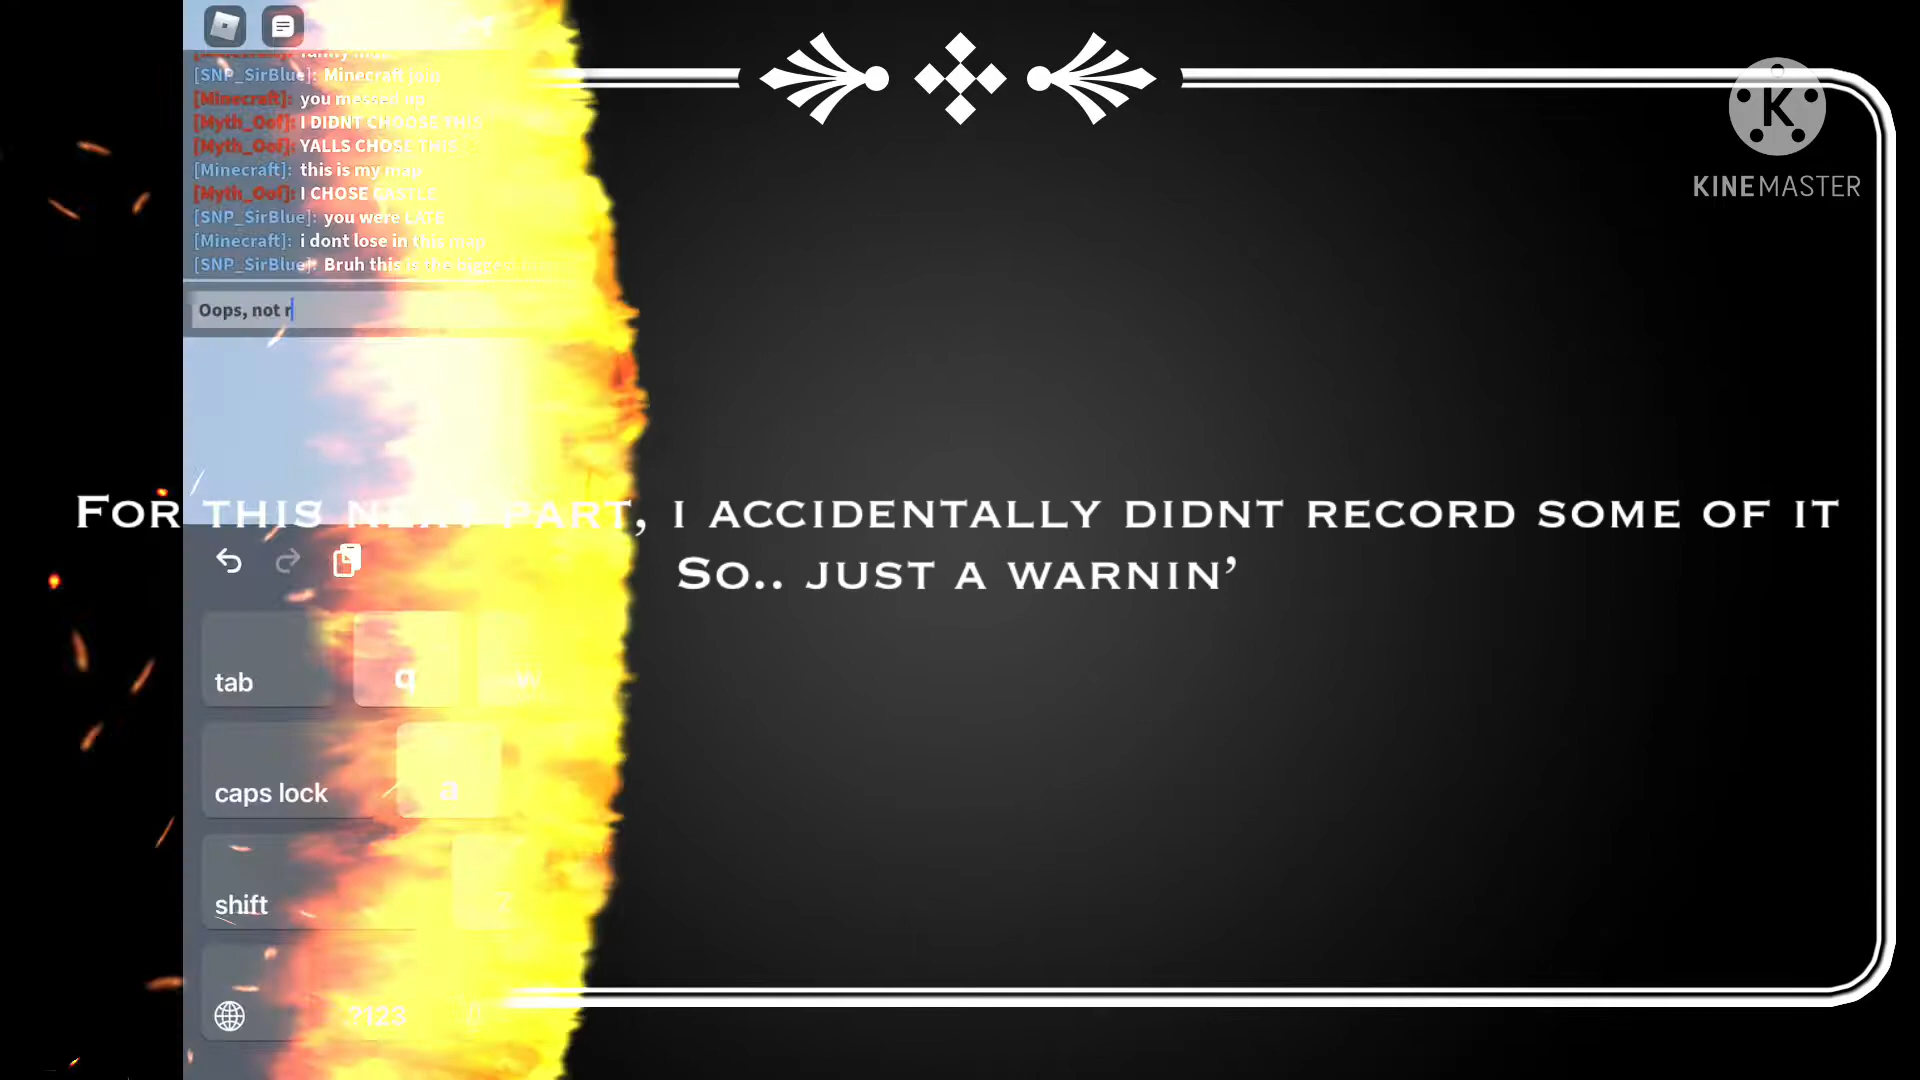 [SNP_SirBlue]: Minecraft join
[Minecraft]: you messed up
[Myth_Oof]: I DIDNT CHOOSE THIS
[Myth_Oof]: YALLS CHOSE THIS
[Minecraft]: this is my map
[Myth_Oof]: I CHOSE CASTLE
[SNP_SirBlue]: you were LATE
[Minecraft]: i dont lose in this map
[SNP_SirBlue]: Bruh this is the biggest
Oops, not r
K
KINEMASTER
For this next part, i accidentally didnt record some of it
So.. just a warnin’
tab q w
caps lock a
shift z
?123